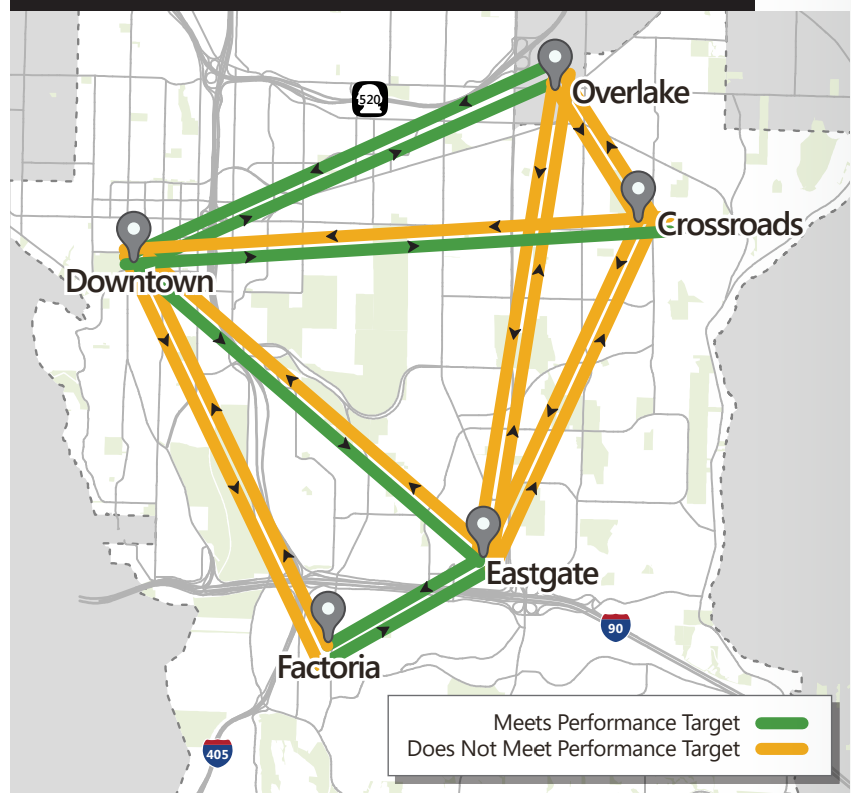 Overlake
520
Crossroads
Downtown
Eastgate
90
Factoria
Meets Performance Target
Does Not Meet Performance Target
405